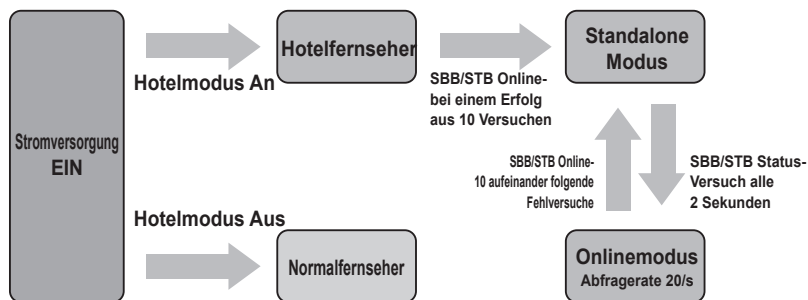 Stromversorgung
EIN
Hotelmodus An
Hotelfernseher
SBB/STB Online-
bei einem Erfolg
aus 10 Versuchen
Standalone
Modus
SBB/STB Online-
10 aufeinander folgende
Fehlversuche
SBB/STB Status-
Versuch alle
2 Sekunden
Hotelmodus Aus
Normalfernseher
Onlinemodus
Abfragerate 20/s